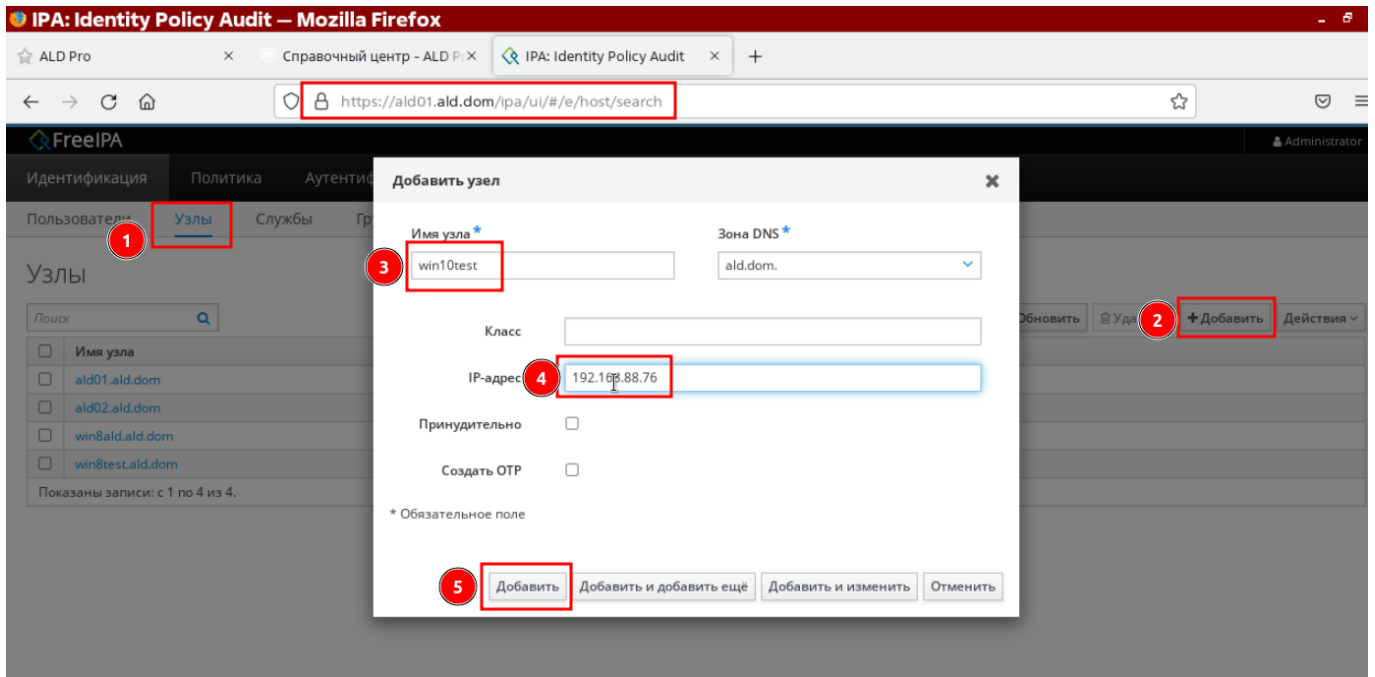 IPA: Identity Policy Audit — Mozilla Firefox
ALD Pro
Справочный центр - ALD P
IPA: Identity Policy Audit
https://ald01.ald.dom/ipa/ui/#/e/host/search
FreeIPA
Administrator
Идентификация Политика Аутентиф
Добавить узел
Пользователи Узлы Службы Гр
1
Имя узла *
Зона DNS *
3
win10test
ald.dom.
Узлы
Поиск
Обновить
Уда
2
+Добавить
Действия
Класс
Имя узла
ald01.ald.dom
IP-адрес
4
192.168.88.76
ald02.ald.dom
Принудительно
win8ald.ald.dom
win8test.ald.dom
Создать OTP
Показаны записи: с 1 по 4 из 4.
* Обязательное поле
5
Добавить
Добавить и добавить ещё
Добавить и изменить
Отменить